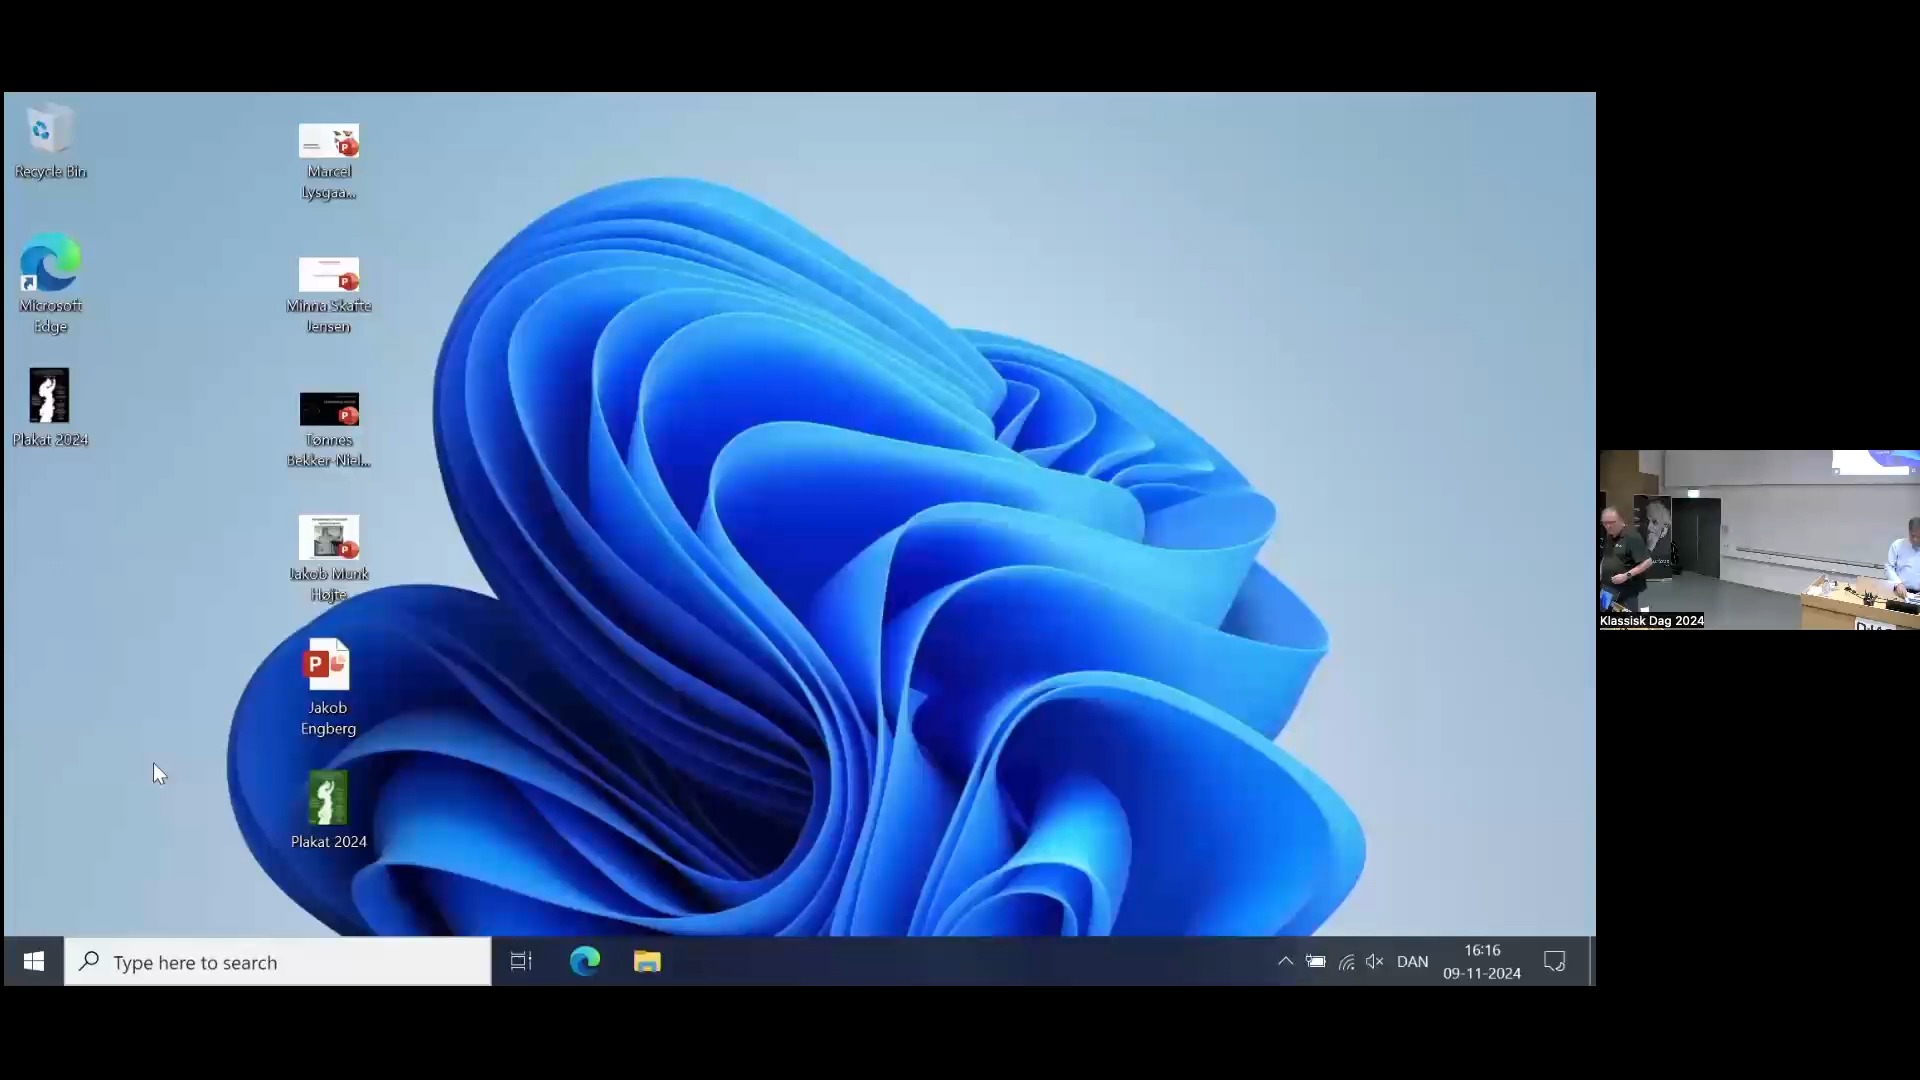 Recycle Bin
Microsoft
Edge
Plakat 2024
Marcel
Lysgaa...
Minna Skafte
Jensen
Tønnes
Bekker-Niel...
Jakob Munk
Højte
Jakob
Engberg
Plakat 2024
Type here to search
DAN
16:16
09-11-2024
Klassisk Dag 2024